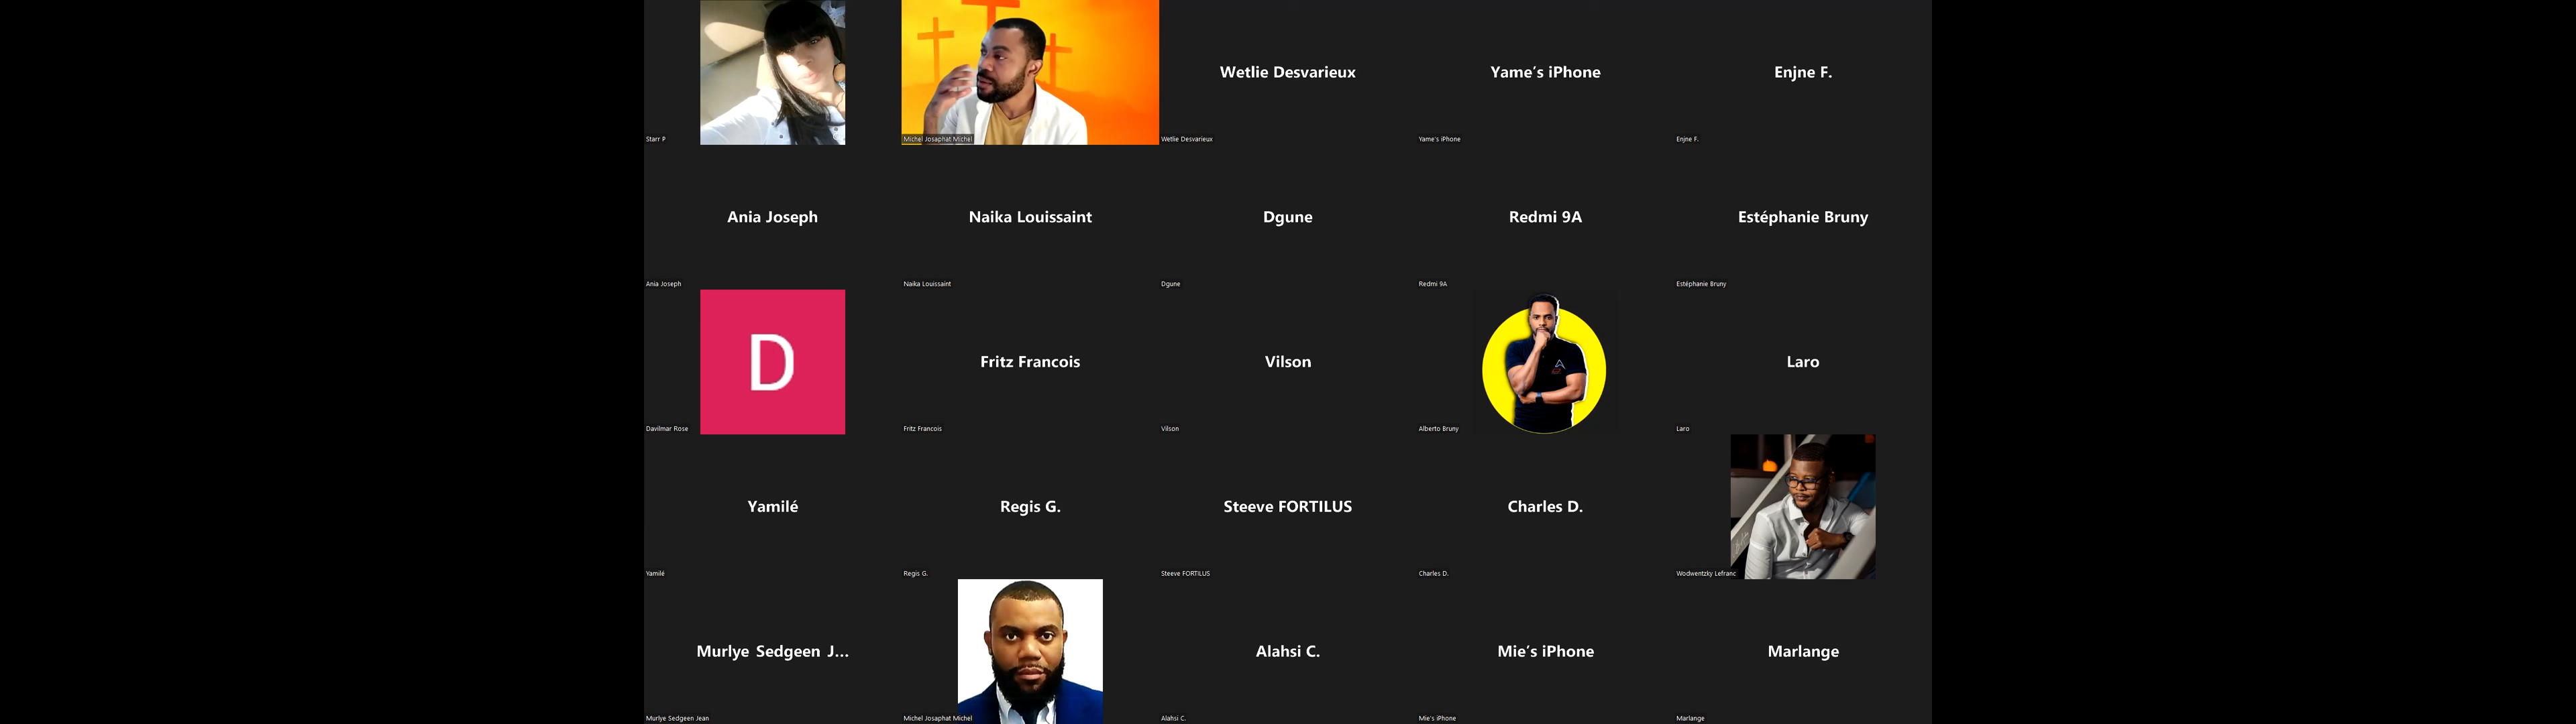 Starr P
Michel Josaphat Michel
Wetlie Desvarieux
Wetlie Desvarieux
Yame's iPhone
Yame's iPhone
Enjne F.
Enjne F.
Ania Joseph
Ania Joseph
Naika Louissaint
Naika Louissaint
Dgune
Dgune
Redmi 9A
Redmi 9A
Estéphanie Bruny
Estéphanie Bruny
D
Davilmar Rose
Fritz Francois
Fritz Francois
Vilson
Vilson
Alberto Bruny
Laro
Laro
Yamilé
Yamilé
Regis G.
Regis G.
Steeve FORTILUS
Steeve FORTILUS
Charles D.
Charles D.
Wodwentzky Lefranc
Murlye Sedgeen J...
Murlye Sedgeen Jean
Michel Josaphat Michel
Alahsi C.
Alahsi C.
Mie's iPhone
Mie's iPhone
Marlange
Marlange